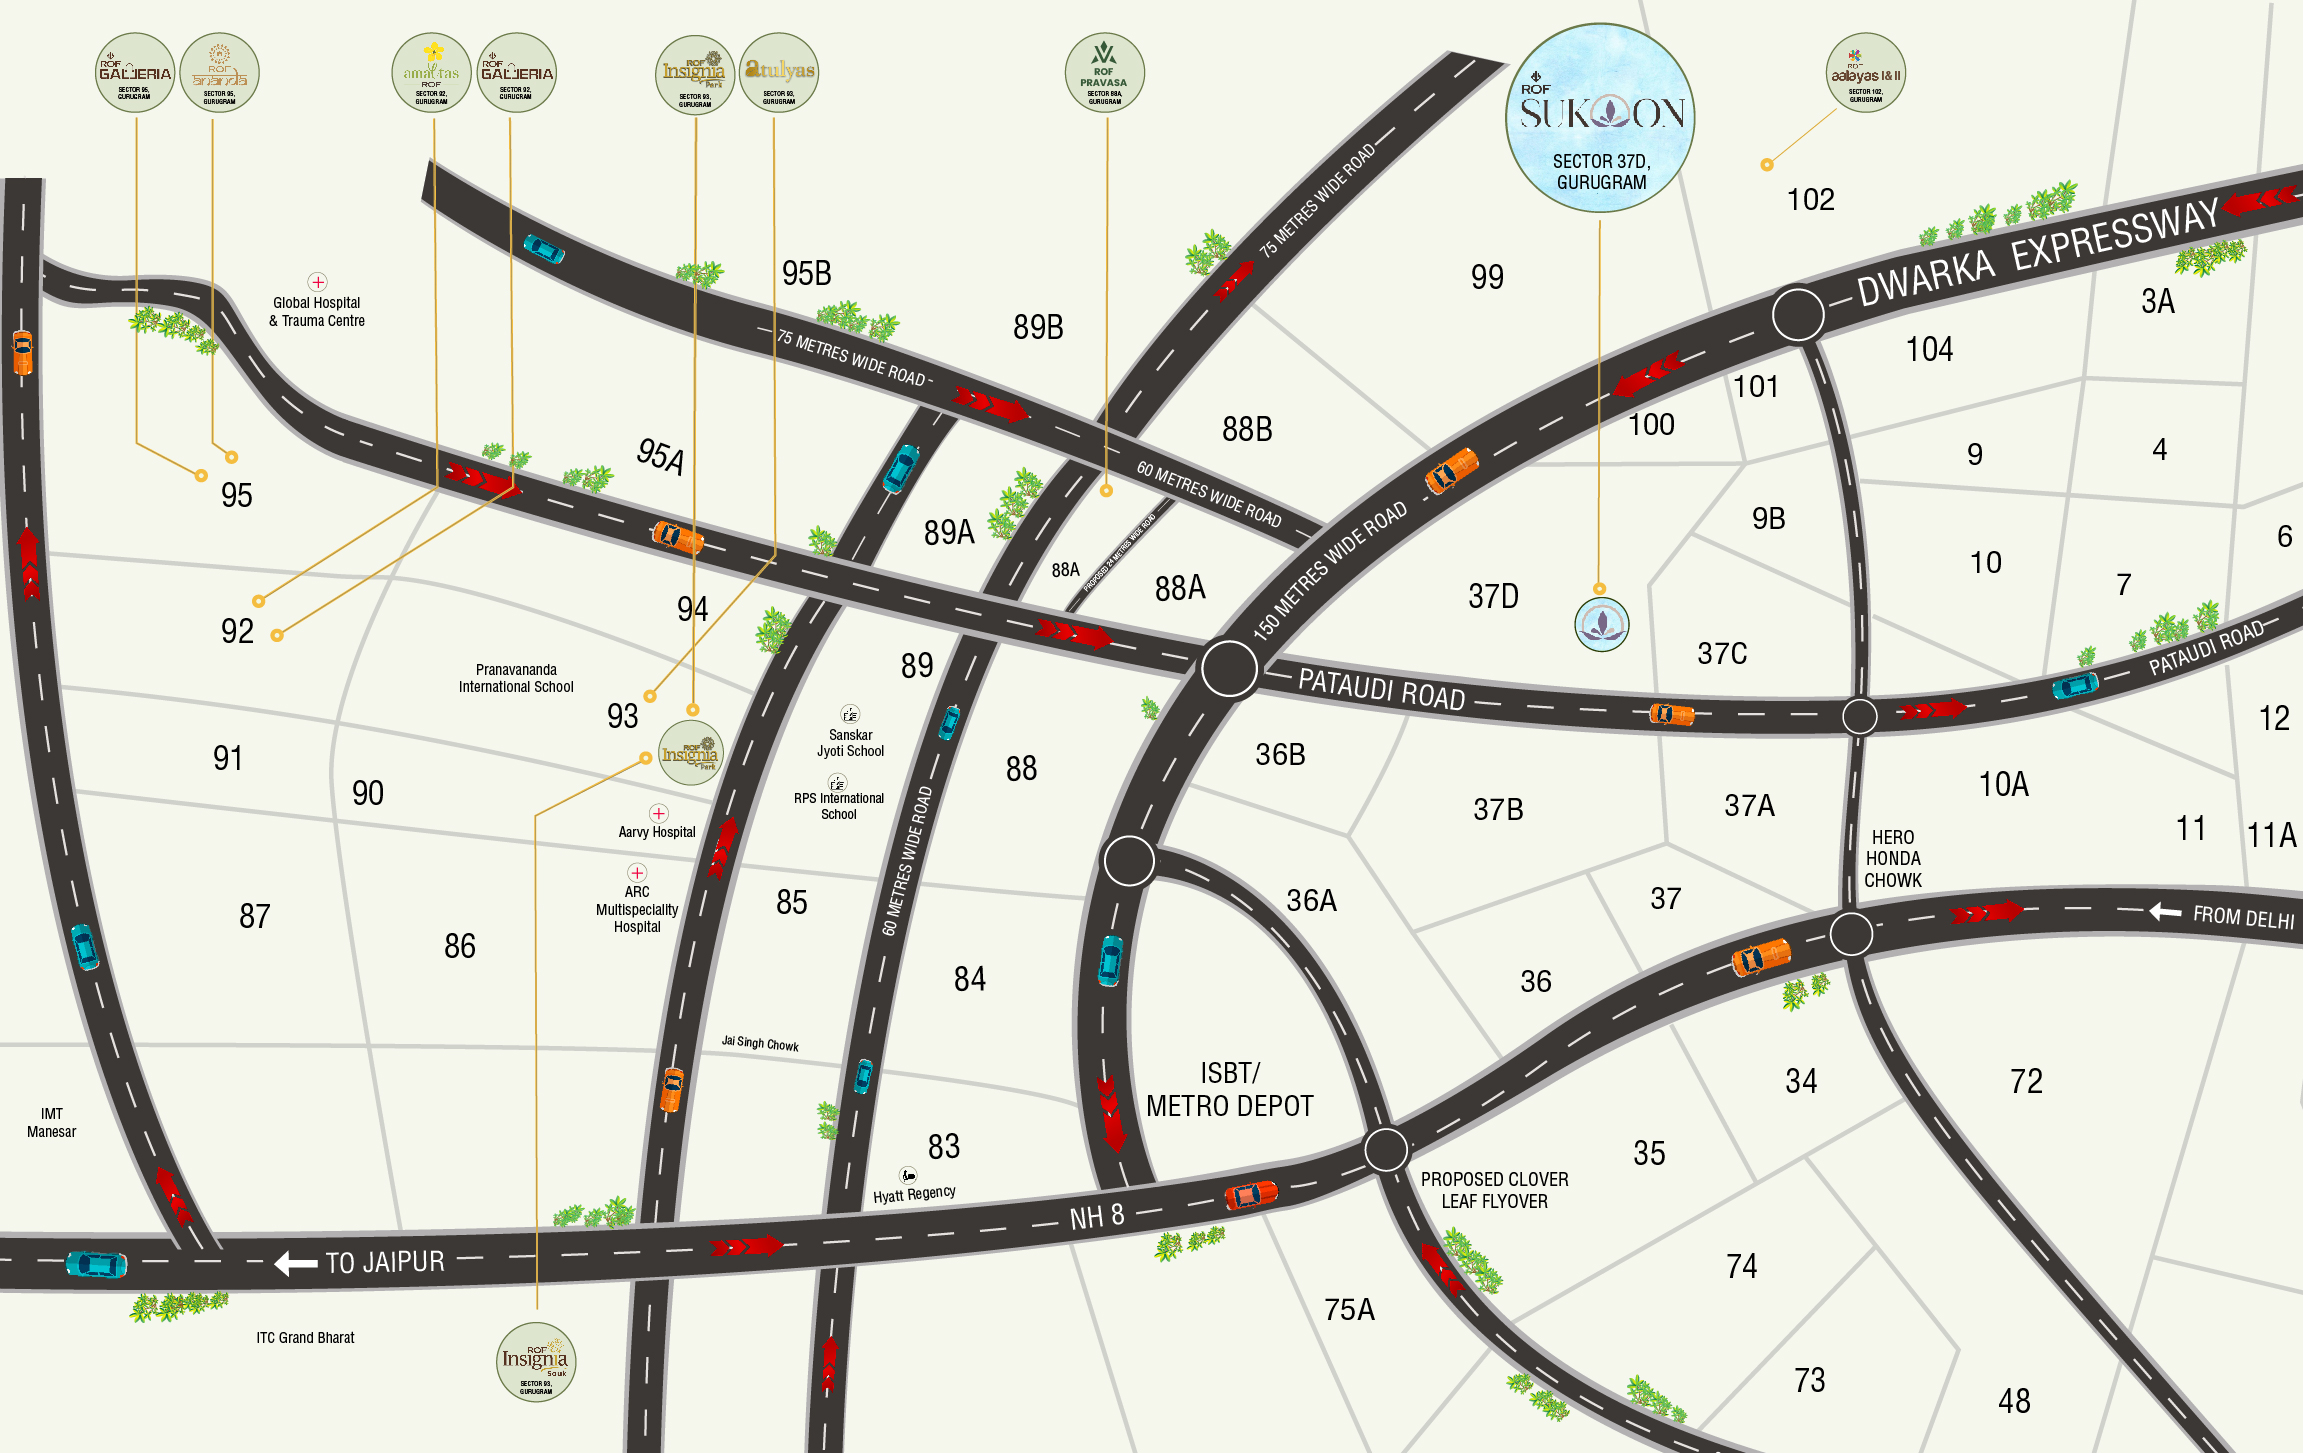 ROF
GALLERIA
SECTOR 95,
GURUGRAM
ROF
ananda
SECTOR 95,
GURUGRAM
amaltas
ROF
SECTOR 92,
GURUGRAM
ROF
GALLERIA
SECTOR 92,
GURUGRAM
ROF
Insignia
Park
SECTOR 93,
GURUGRAM
atulyas
SECTOR 93,
GURUGRAM
ROF
PRAVASA
SECTOR 88A,
GURUGRAM
ROF
SUKOON
SECTOR 37D,
GURUGRAM
ROF
aalayas I & II
SECTOR 102,
GURUGRAM
102
DWARKA EXPRESSWAY
75 METRES WIDE ROAD
95B
99
Global Hospital
& Trauma Centre
89B
3A
75 METRES WIDE ROAD
104
101
100
88B
95A
9
4
60 METRES WIDE ROAD
95
9B
89A
150 METRES WIDE ROAD
6
PROPOSED 24 METRES WIDE ROAD
88A
88A
10
7
37D
94
92
37C
PATAUDI ROAD
89
Pranavananda
International School
PATAUDI ROAD
93
12
Sanskar
Jyoti School
ROF
Insignia
Park
91
88
36B
90
RPS International
School
37B
37A
10A
Aarvy Hospital
11
11A
HERO
HONDA
CHOWK
60 METRES WIDE ROAD
ARC
Multispeciality
Hospital
85
36A
37
87
FROM DELHI
86
84
36
Jai Singh Chowk
ISBT/
METRO DEPOT
34
72
IMT
Manesar
83
35
Hyatt Regency
PROPOSED CLOVER
LEAF FLYOVER
NH 8
TO JAIPUR
74
75A
ITC Grand Bharat
ROF
Insignia
Souk
SECTOR 93,
GURUGRAM
73
48